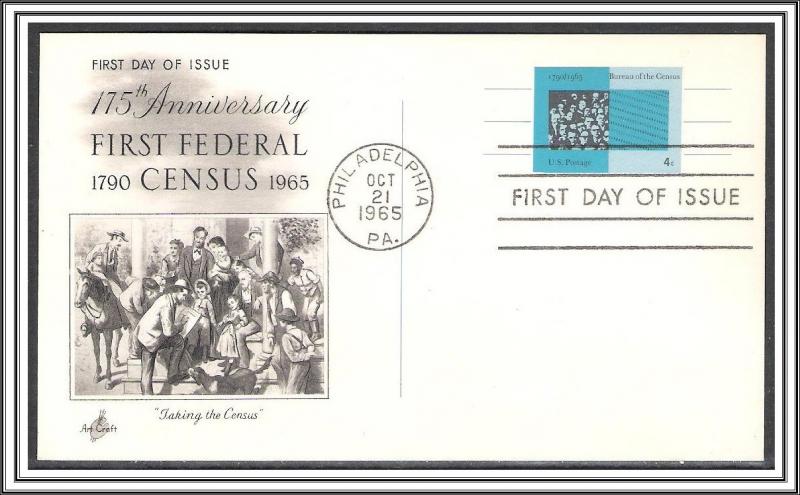 FIRST DAY OF ISSUE
175th Anniversary
FIRST FEDERAL
1790 CENSUS 1965
"Taking the Census"
Art Craft
PHILADELPHIA
OCT
21
1965
PA.
1790/1965 Bureau of the Census
U.S. Postage 4¢
FIRST DAY OF ISSUE